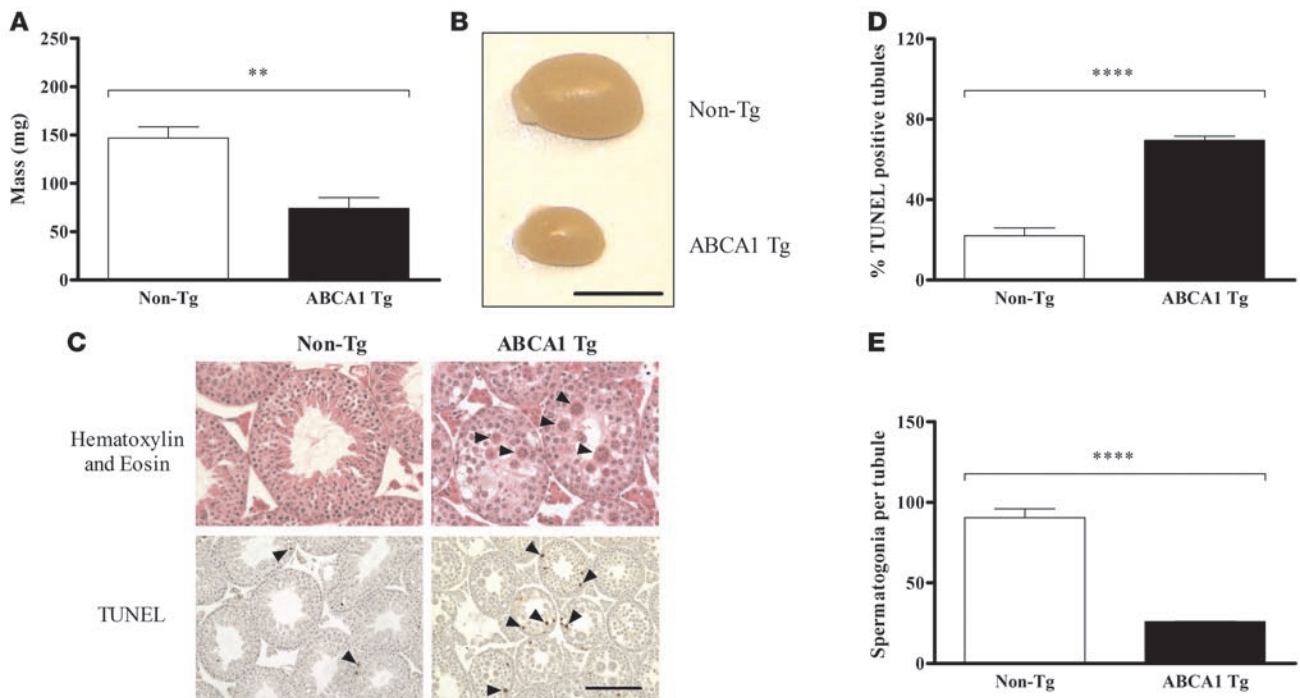 A
Mass (mg)
250
200
150
100
50
0
**
Non-Tg
ABCA1 Tg
B
Non-Tg
ABCA1 Tg
C
Non-Tg
ABCA1 Tg
Hematoxylin
and Eosin
TUNEL
D
% TUNEL positive tubules
120
80
40
0
****
Non-Tg
ABCA1 Tg
E
Spermatogonia per tubule
150
100
50
0
****
Non-Tg
ABCA1 Tg